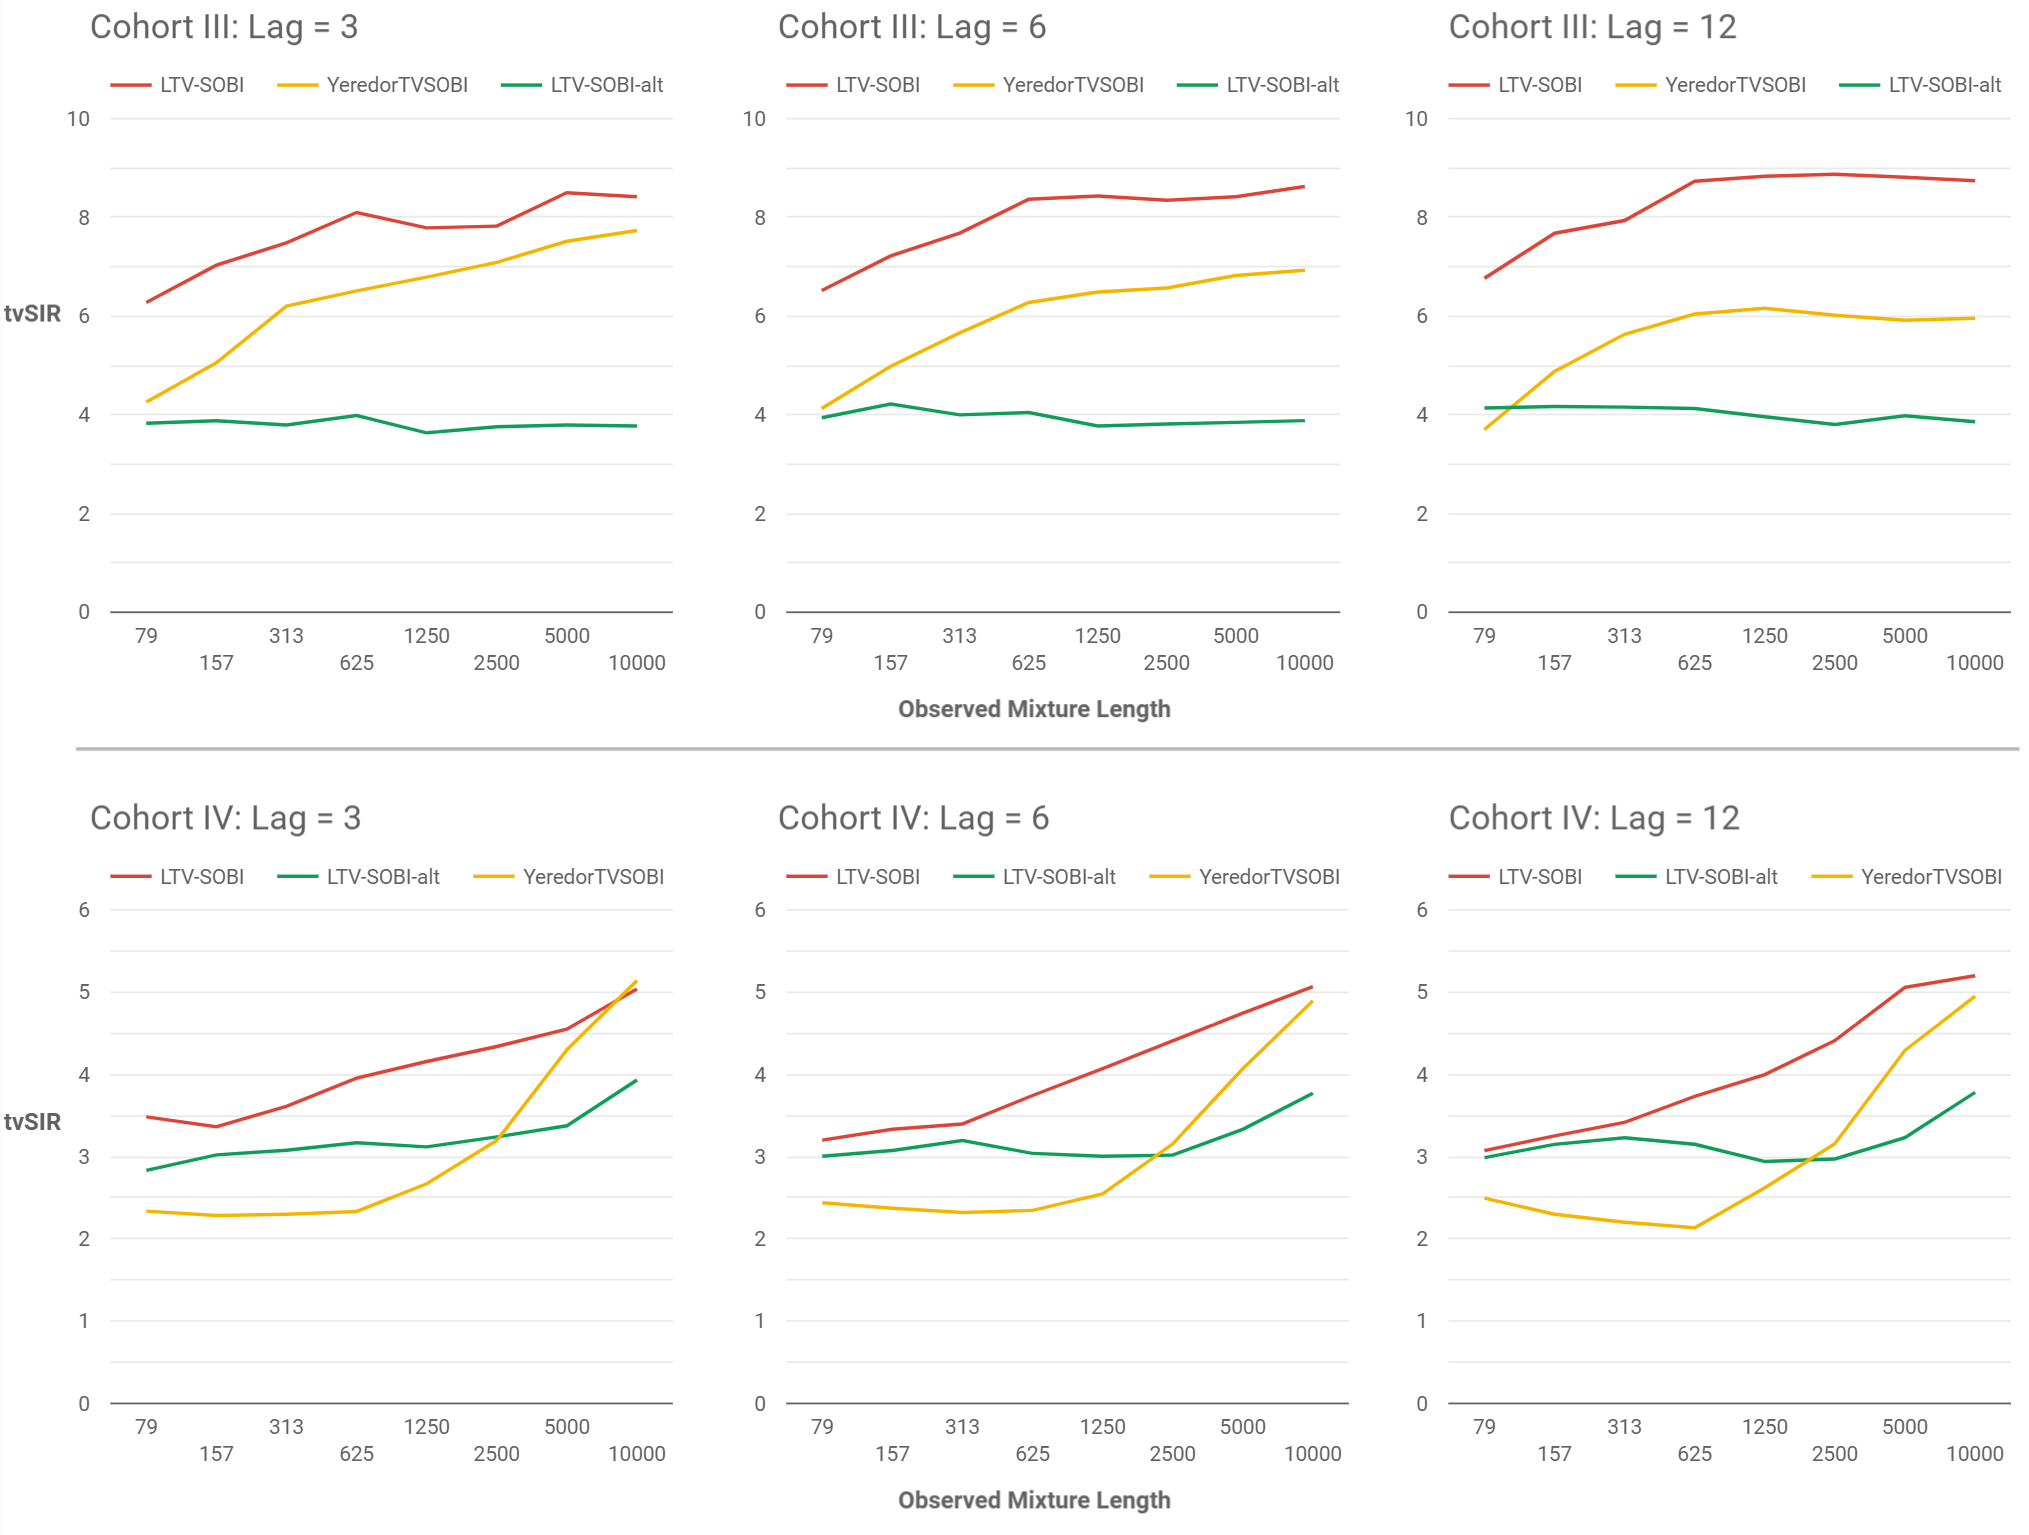 Cohort III: Lag = 3
LTV-SOBI YeredorTVSOBI LTV-SOBI-alt
10
8
tvSIR 6
4
2
0
79 313 1250 5000
157 625 2500 10000
Cohort III: Lag = 6
LTV-SOBI YeredorTVSOBI LTV-SOBI-alt
10
8
6
4
2
0
79 313 1250 5000
157 625 2500 10000
Cohort III: Lag = 12
LTV-SOBI YeredorTVSOBI LTV-SOBI-alt
10
8
6
4
2
0
79 313 1250 5000
157 625 2500 10000
Observed Mixture Length
Cohort IV: Lag = 3
LTV-SOBI LTV-SOBI-alt YeredorTVSOBI
6
5
4
tvSIR
3
2
1
0
79 313 1250 5000
157 625 2500 10000
Cohort IV: Lag = 6
LTV-SOBI LTV-SOBI-alt YeredorTVSOBI
6
5
4
3
2
1
0
79 313 1250 5000
157 625 2500 10000
Cohort IV: Lag = 12
LTV-SOBI LTV-SOBI-alt YeredorTVSOBI
6
5
4
3
2
1
0
79 313 1250 5000
157 625 2500 10000
Observed Mixture Length